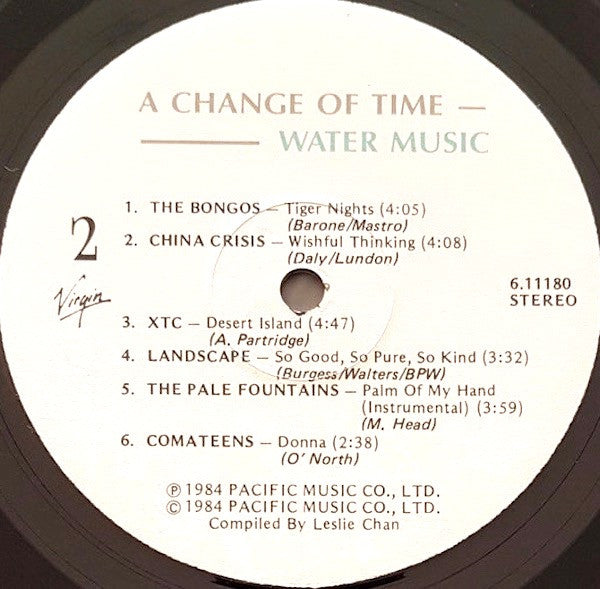 A CHANGE OF TIME —
WATER MUSIC
2
Virgin
1. THE BONGOS — Tiger Nights (4:05)
(Barone/Mastro)
2. CHINA CRISIS — Wishful Thinking (4:08)
(Daly/Lundon)
6.11180
STEREO
3. XTC — Desert Island (4:47)
(A. Partridge)
4. LANDSCAPE — So Good, So Pure, So Kind (3:32)
(Burgess/Walters/BPW)
5. THE PALE FOUNTAINS — Palm Of My Hand
(Instrumental) (3:59)
(M. Head)
6. COMATEENS — Donna (2:38)
(O' North)
℗ 1984 PACIFIC MUSIC CO., LTD.
© 1984 PACIFIC MUSIC CO., LTD.
Compiled By Leslie Chan